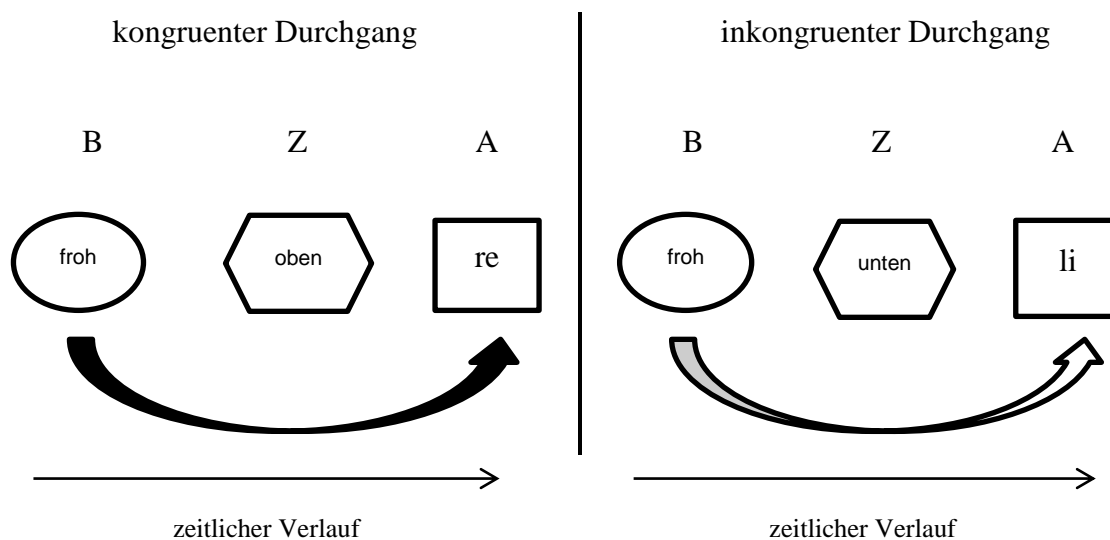 kongruenter Durchgang
B Z A
froh oben re
zeitlicher Verlauf
inkongruenter Durchgang
B Z A
froh unten li
zeitlicher Verlauf